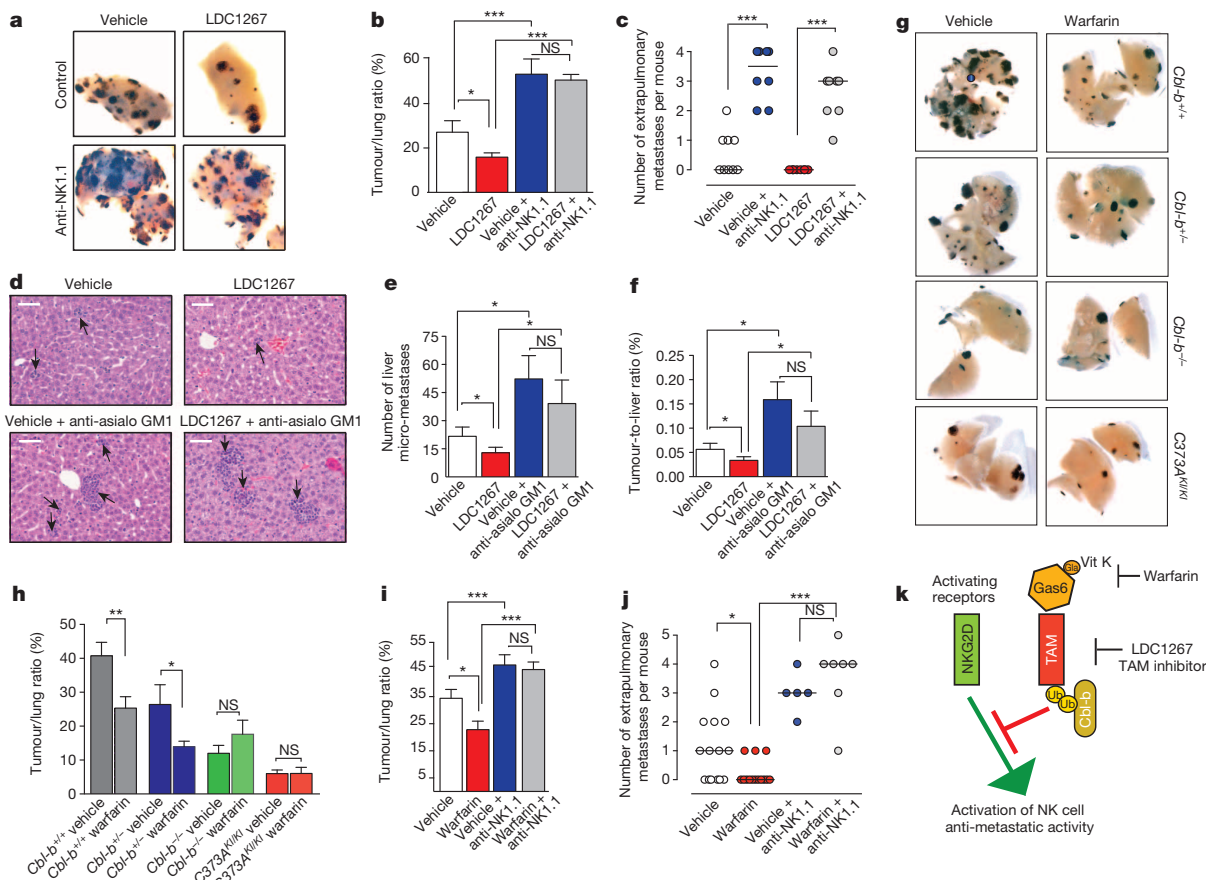 a
Vehicle
LDC1267
Control
Anti-NK1.1
b
Tumour/lung ratio (%)
60
40
20
0
***
***
NS
*
Vehicle
LDC1267
Vehicle +
anti-NK1.1
LDC1267 +
anti-NK1.1
c
Number of extrapulmonary
metastases per mouse
4
3
2
1
0
***
***
Vehicle
Vehicle +
anti-NK1.1
LDC1267
LDC1267 +
anti-NK1.1
d
Vehicle
LDC1267
Vehicle + anti-asialo GM1
LDC1267 + anti-asialo GM1
e
Number of liver
micro-metastases
75
60
45
30
15
*
*
NS
*
Vehicle
LDC1267
Vehicle +
anti-asialo GM1
LDC1267 +
anti-asialo GM1
f
Tumour-to-liver ratio (%)
0.25
0.20
0.15
0.10
0.05
0.00
*
*
NS
*
Vehicle
LDC1267
Vehicle +
anti-asialo GM1
LDC1267 +
anti-asialo GM1
g
Vehicle
Warfarin
Cbl-b+/+
Cbl-b+/−
Cbl-b−/−
C373AKI/KI
h
Tumour/lung ratio (%)
50
40
30
20
10
0
**
*
NS
NS
Cbl-b+/+ vehicle
Cbl-b+/+ warfarin
Cbl-b+/− vehicle
Cbl-b+/− warfarin
Cbl-b−/− vehicle
Cbl-b−/− warfarin
C373AKI/KI vehicle
C373AKI/KI warfarin
i
Tumour/lung ratio (%)
55
45
35
25
15
5
***
***
NS
*
Vehicle
Warfarin
Vehicle +
anti-NK1.1
Warfarin +
anti-NK1.1
j
Number of extrapulmonary
metastases per mouse
5
4
3
2
1
0
*
***
NS
Vehicle
Warfarin
Vehicle +
anti-NK1.1
Warfarin +
anti-NK1.1
k
Activating
receptors
NKG2D
Gas6
Gla
Vit K
Warfarin
TAM
LDC1267
TAM inhibitor
Ub
Ub
Cbl-b
Activation of NK cell
anti-metastatic activity